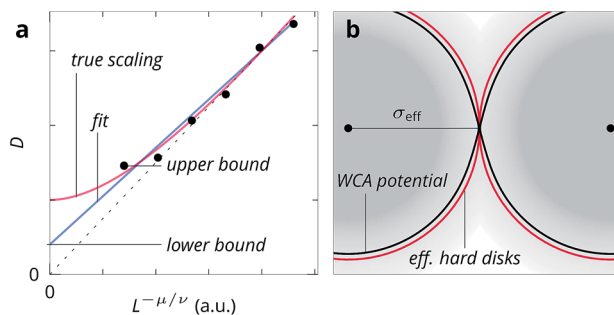 a
true scaling
fit
upper bound
lower bound
D
0
0
L^{−μ/ν} (a.u.)
b
σ_eff
WCA potential
eff. hard disks